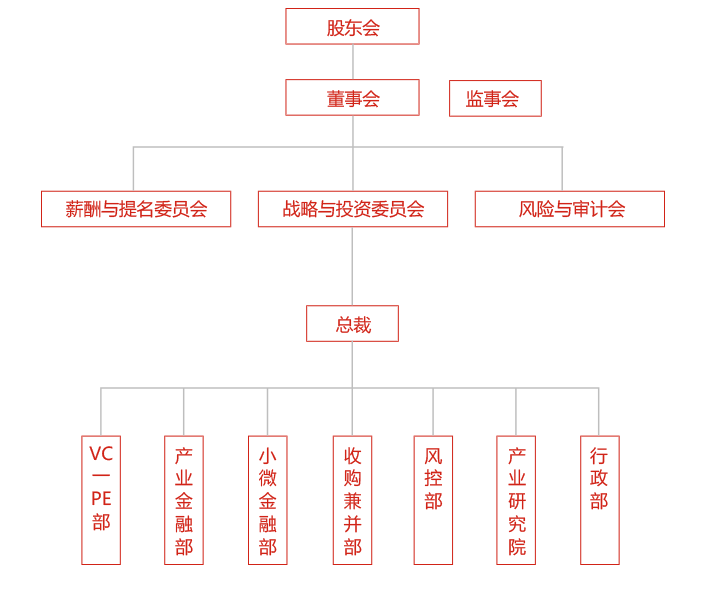 股东会
董事会
监事会
薪酬与提名委员会
战略与投资委员会
风险与审计会
总裁
VC一PE部
产业金融部
小微金融部
收购兼并部
风控部
产业研究院
行政部